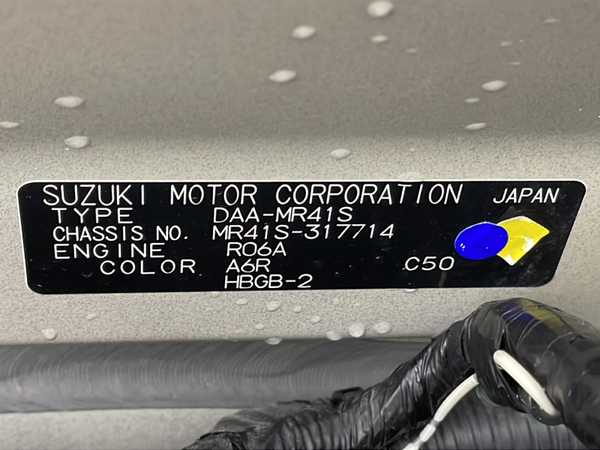 SUZUKI MOTOR CORPORATION JAPAN
TYPE DAA-MR41S
CHASSIS NO. MR41S-317714
ENGINE R06A
COLOR A6R C50
HBGB-2